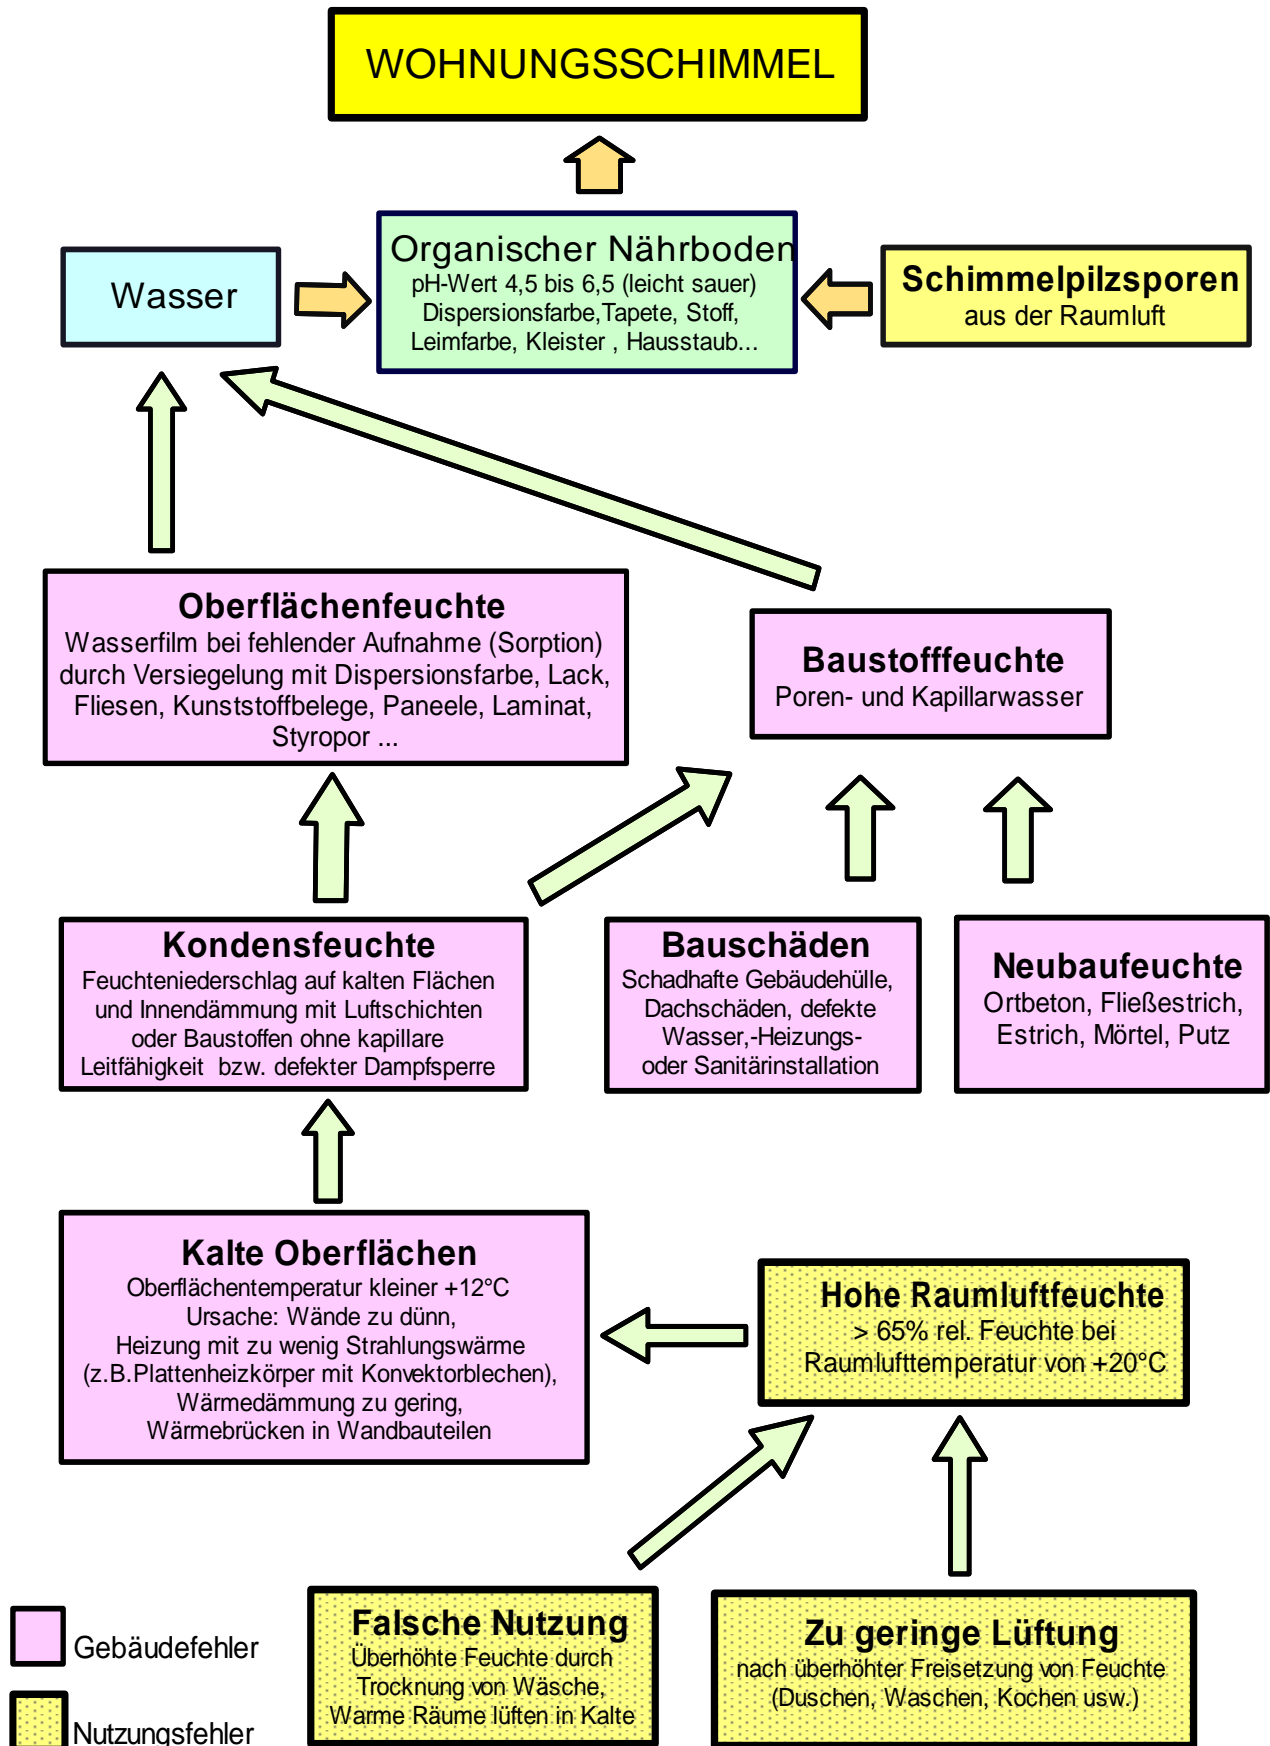 WOHNUNGSSCHIMMEL
Wasser
Organischer Nährboden
pH-Wert 4,5 bis 6,5 (leicht sauer)
Dispersionsfarbe,Tapete, Stoff,
Leimfarbe, Kleister , Hausstaub...
Schimmelpilzsporen
aus der Raumluft
Oberflächenfeuchte
Wasserfilm bei fehlender Aufnahme (Sorption)
durch Versiegelung mit Dispersionsfarbe, Lack,
Fliesen, Kunststoffbelege, Paneele, Laminat,
Styropor ...
Baustofffeuchte
Poren- und Kapillarwasser
Kondensfeuchte
Feuchteniederschlag auf kalten Flächen
und Innendämmung mit Luftschichten
oder Baustoffen ohne kapillare
Leitfähigkeit bzw. defekter Dampfsperre
Bauschäden
Schadhafte Gebäudehülle,
Dachschäden, defekte
Wasser,-Heizungs-
oder Sanitärinstallation
Neubaufeuchte
Ortbeton, Fließestrich,
Estrich, Mörtel, Putz
Kalte Oberflächen
Oberflächentemperatur kleiner +12°C
Ursache: Wände zu dünn,
Heizung mit zu wenig Strahlungswärme
(z.B.Plattenheizkörper mit Konvektorblechen),
Wärmedämmung zu gering,
Wärmebrücken in Wandbauteilen
Hohe Raumluftfeuchte
> 65% rel. Feuchte bei
Raumlufttemperatur von +20°C
Falsche Nutzung
Überhöhte Feuchte durch
Trocknung von Wäsche,
Warme Räume lüften in Kalte
Zu geringe Lüftung
nach überhöhter Freisetzung von Feuchte
(Duschen, Waschen, Kochen usw.)
Gebäudefehler
Nutzungsfehler